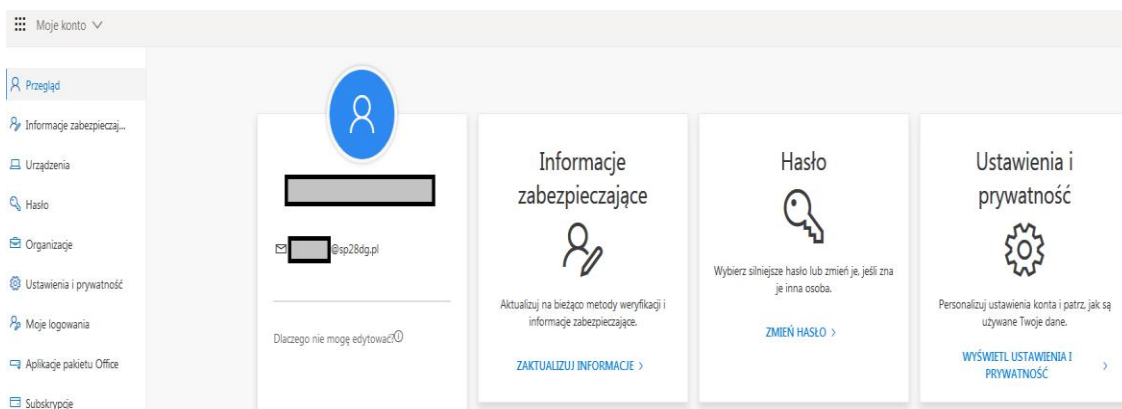 Moje konto
Przegląd
Informacje zabezpieczaj...
Urządzenia
Hasło
Organizacje
Ustawienia i prywatność
Moje logowania
Aplikacje pakietu Office
Subskrypcje
@sp28dg.pl
Dlaczego nie mogę edytować?
Informacje
zabezpieczające
Aktualizuj na bieżąco metody weryfikacji i
informacje zabezpieczające.
ZAKTUALIZUJ INFORMACJE >
Hasło
Wybierz silniejsze hasło lub zmień je, jeśli zna
je inna osoba.
ZMIEŃ HASŁO >
Ustawienia i
prywatność
Personalizuj ustawienia konta i patrz, jak są
używane Twoje dane.
WYŚWIETL USTAWIENIA I
PRYWATNOŚĆ >